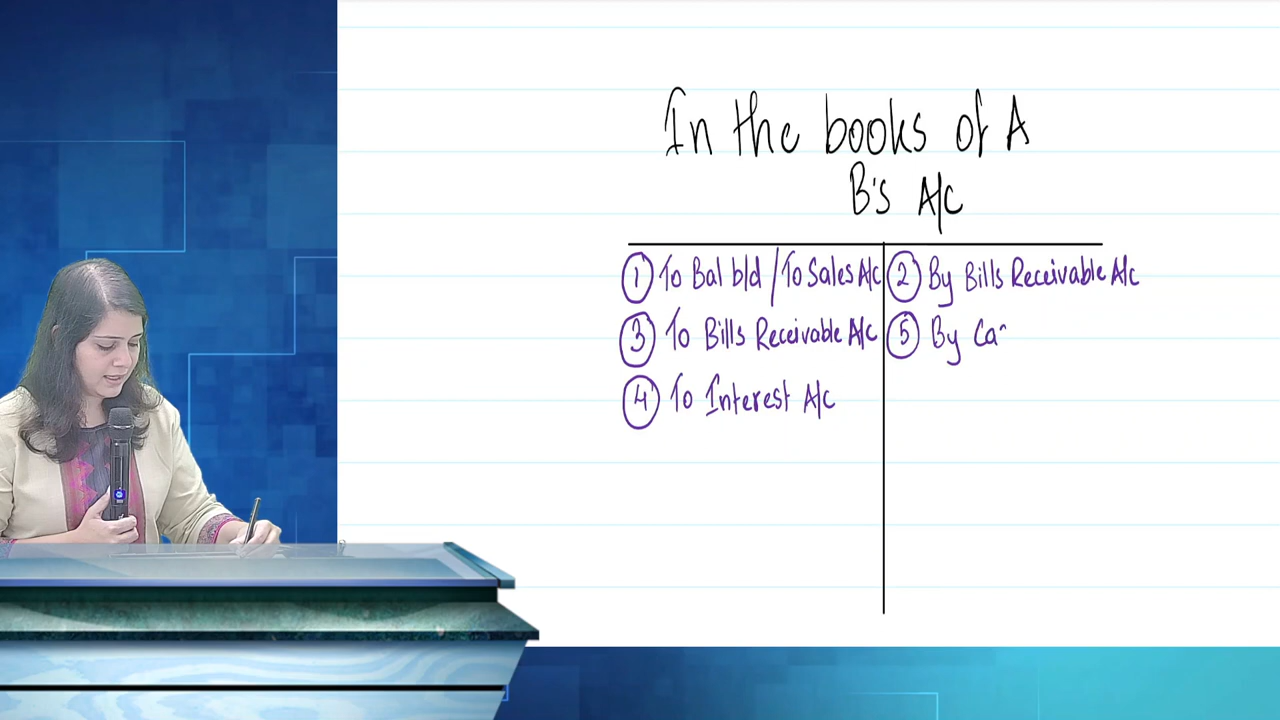 In the books of A
B's A/c
① To Bal b/d / To Sales A/c
② By Bills Receivable A/c
③ To Bills Receivable A/c
⑤ By Ca
④ To Interest A/c